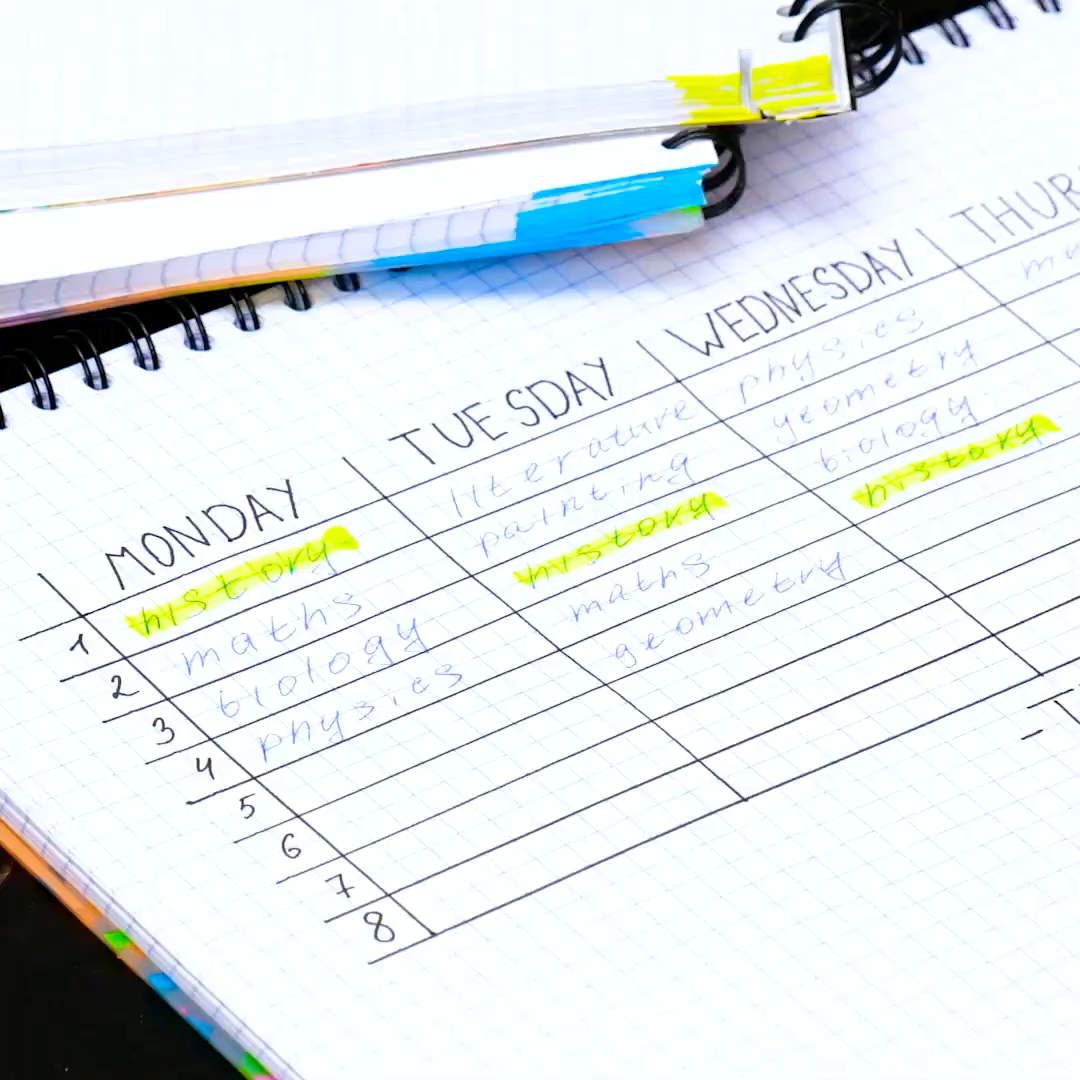 MONDAY TUESDAY WEDNESDAY THURS
1 history literature physics
2 maths painting geometry
3 biology history biology
4 physics maths history
5 geometry
6
7
8